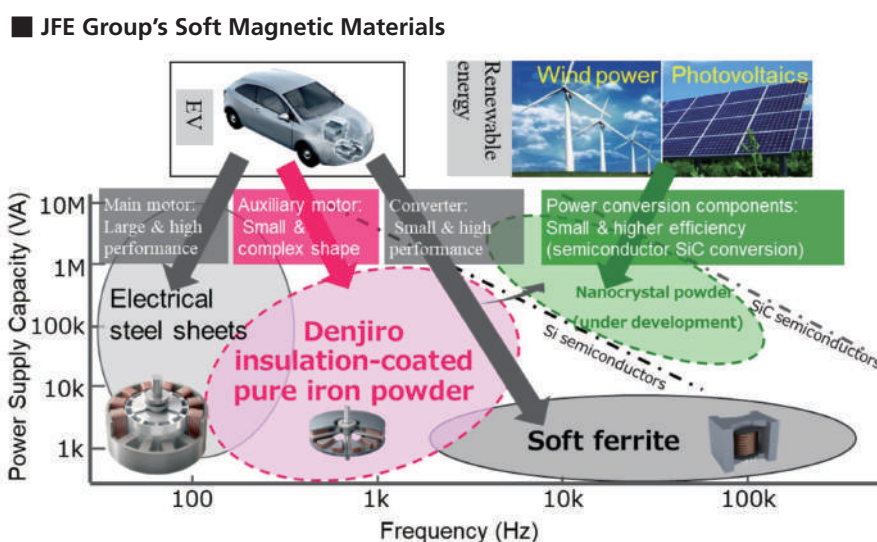 ■ JFE Group's Soft Magnetic Materials
EV
Renewable
energy
Wind power
Photovoltaics
Main motor:
Large & high
performance
Auxiliary motor:
Small &
complex shape
Converter:
Small & high
performance
Power conversion components:
Small & higher efficiency
(semiconductor SiC conversion)
Power Supply Capacity (VA)
10M
1M
100k
10k
1k
Electrical
steel sheets
Denjiro
insulation-coated
pure iron powder
Nanocrystal powder
(under development)
Si semiconductors
SiC semiconductors
Soft ferrite
100
1k
10k
100k
Frequency (Hz)